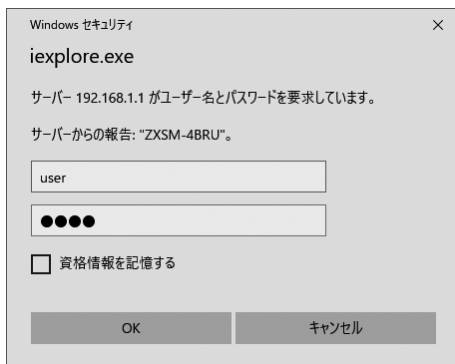 Windows セキュリティ
iexplore.exe
サーバー 192.168.1.1 がユーザー名とパスワードを要求しています。
サーバーからの報告: "ZXSM-4BRU"。
user
●●●●
資格情報を記憶する
OK
キャンセル